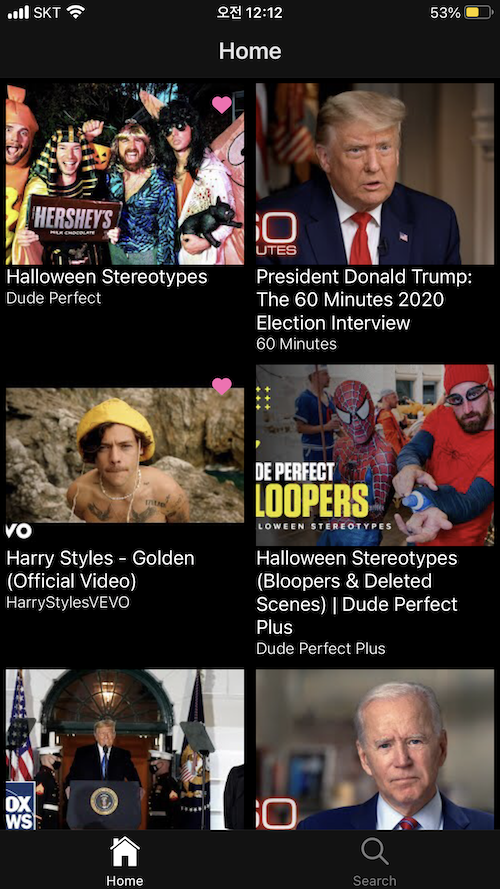 SKT
오전 12:12
53%
Home
HERSHEY'S
MILK CHOCOLATE
60
UTES
Halloween Stereotypes
Dude Perfect
President Donald Trump:
The 60 Minutes 2020
Election Interview
60 Minutes
VO
DE PERFECT
LOOPERS
LOWEEN STEREOTYPES
Harry Styles - Golden
(Official Video)
HarryStylesVEVO
Halloween Stereotypes
(Bloopers & Deleted
Scenes) | Dude Perfect
Plus
Dude Perfect Plus
OX
WS
60
Home
Search